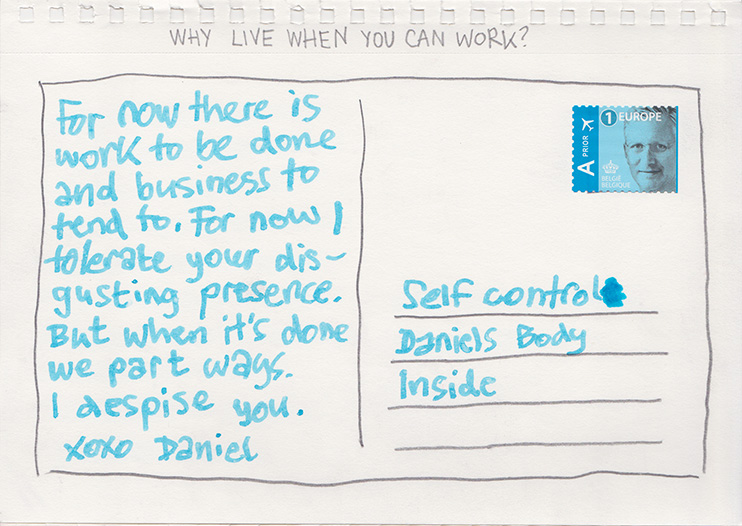 WHY LIVE WHEN YOU CAN WORK?
For now there is
work to be done
and business to
tend to. For now I
tolerate your dis-
gusting presence.
But when it's done
we part ways.
I despise you.
xoxo Daniel
1 EUROPE
A PRIOR
BELGIË
BELGIQUE
Self control
Daniels Body
Inside